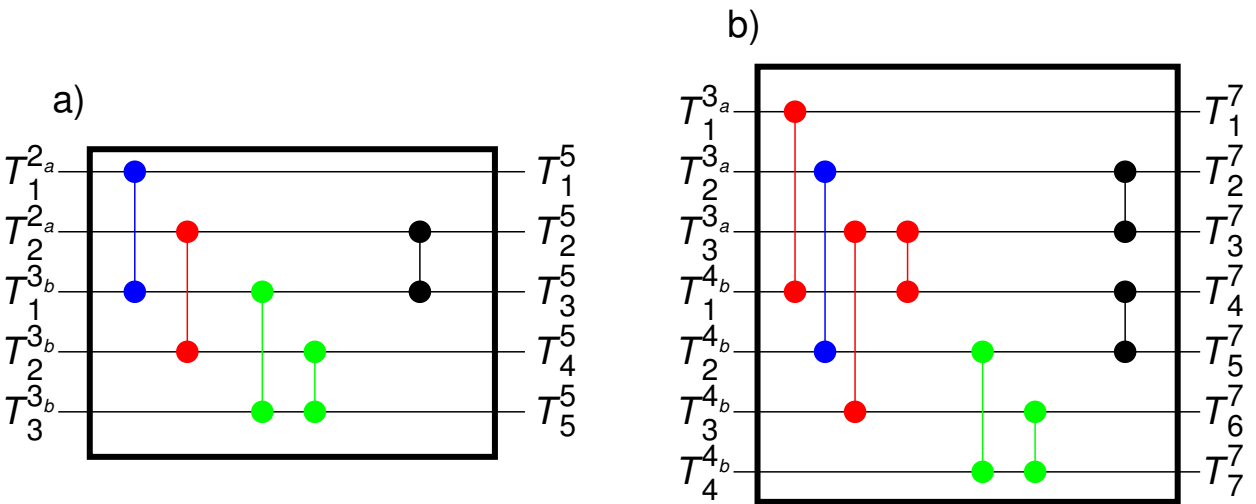 a)
T_1^{2_a} T_1^5
T_2^{2_a} T_2^5
T_1^{3_b} T_3^5
T_2^{3_b} T_4^5
T_3^{3_b} T_5^5
b)
T_1^{3_a} T_1^7
T_2^{3_a} T_2^7
T_3^{3_a} T_3^7
T_1^{4_b} T_4^7
T_2^{4_b} T_5^7
T_3^{4_b} T_6^7
T_4^{4_b} T_7^7